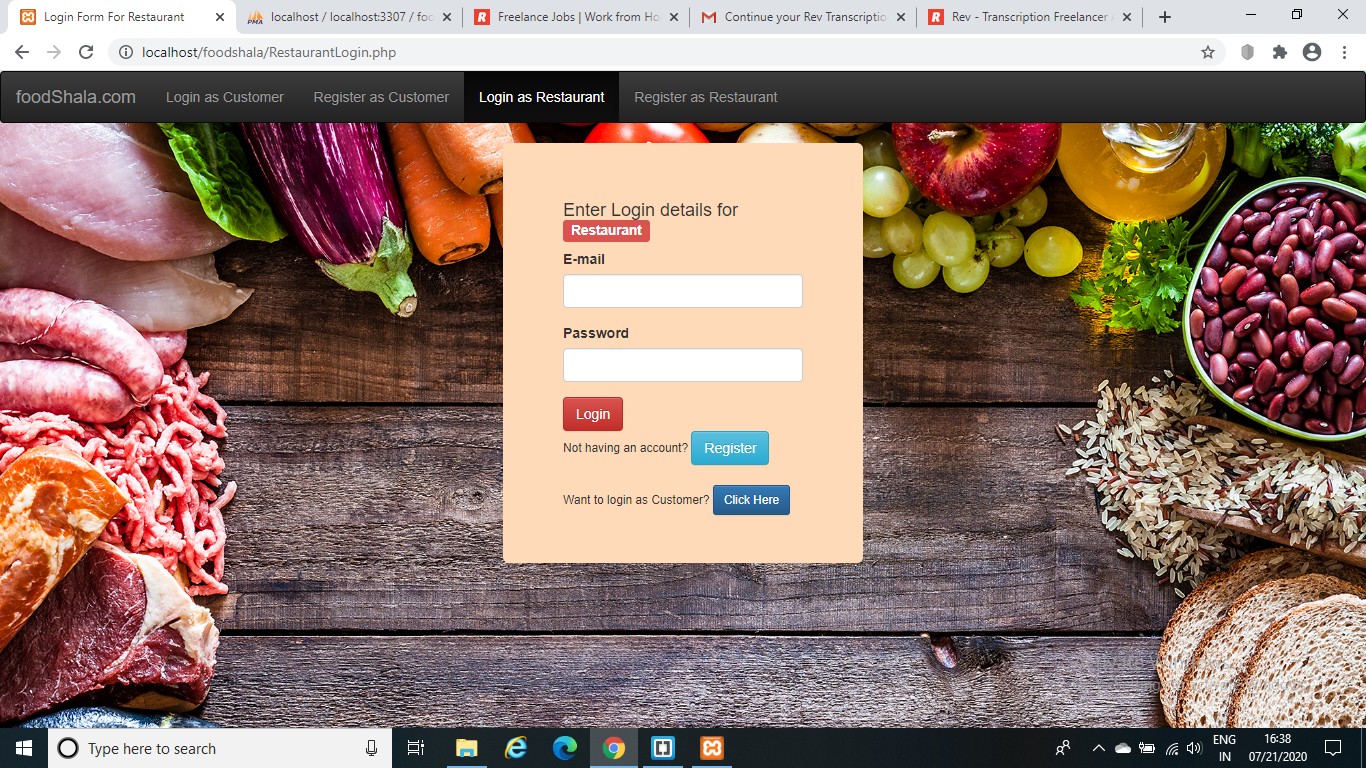 Login Form For Restaurant
PMA
localhost / localhost:3307 / foo
R
Freelance Jobs | Work from Ho
Continue your Rev Transcriptio
R
Rev - Transcription Freelancer
localhost/foodshala/RestaurantLogin.php
foodShala.com Login as Customer Register as Customer Login as Restaurant Register as Restaurant
Enter Login details for
Restaurant
E-mail
Password
Login
Not having an account? Register
Want to login as Customer? Click Here
Type here to search
ENG
IN
16:38
07/21/2020